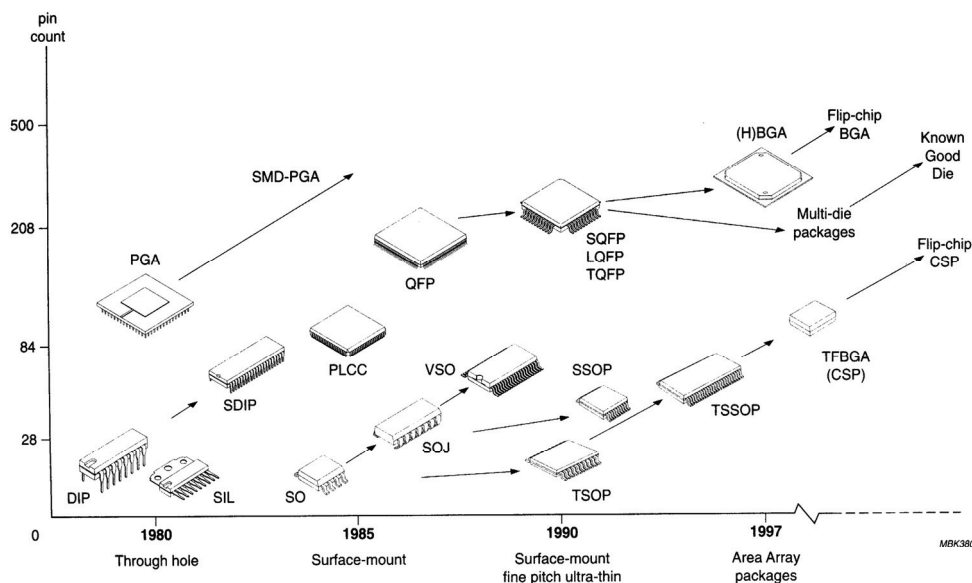 pin
count
500
208
84
28
0
SMD-PGA
PGA
(H)BGA
Flip-chip
BGA
Known
Good
Die
Multi-die
packages
QFP
SQFP
LQFP
TQFP
Flip-chip
CSP
SDIP
PLCC
VSO
SSOP
TFBGA
(CSP)
TSSOP
SOJ
DIP
SIL
SO
TSOP
1980
1985
1990
1997
Through hole
Surface-mount
Surface-mount
fine pitch ultra-thin
Area Array
packages
MBK380